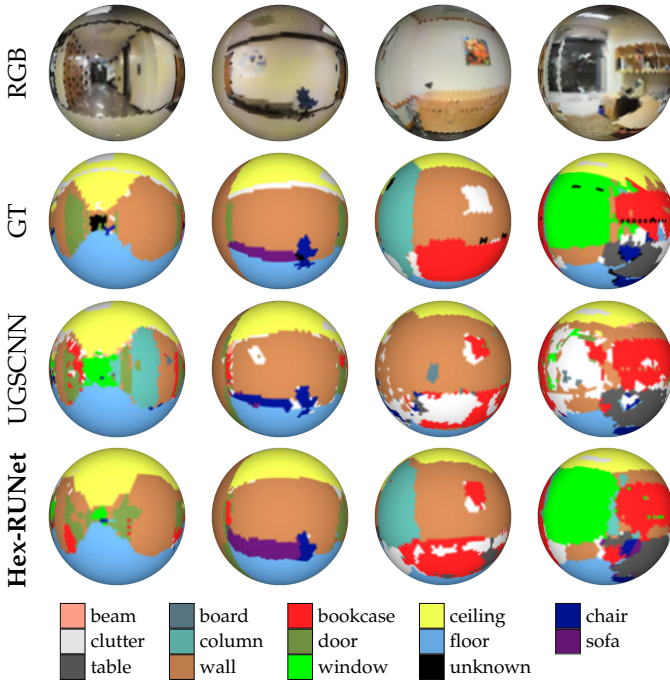 RGB
GT
UGSCNN
Hex-RUNet
beam board bookcase ceiling chair
clutter column door floor sofa
table wall window unknown